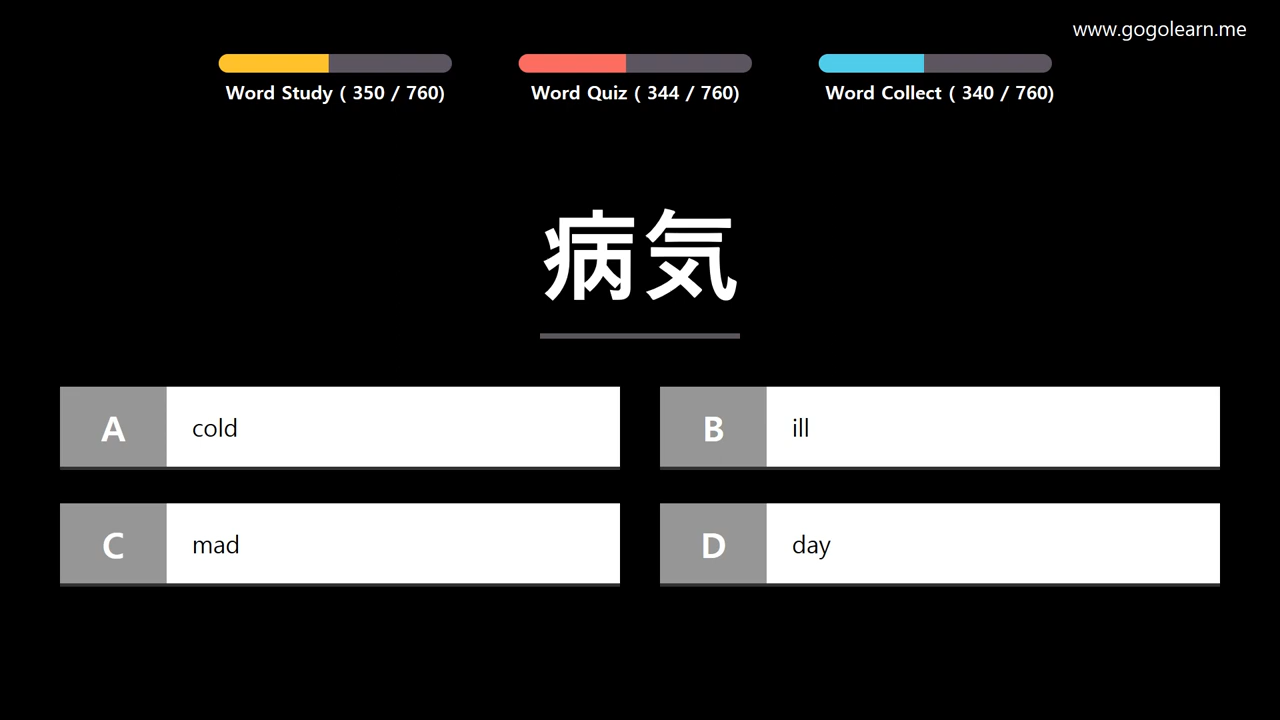 www.gogolearn.me
Word Study ( 350 / 760)
Word Quiz ( 344 / 760)
Word Collect ( 340 / 760)
病気
A cold
B ill
C mad
D day